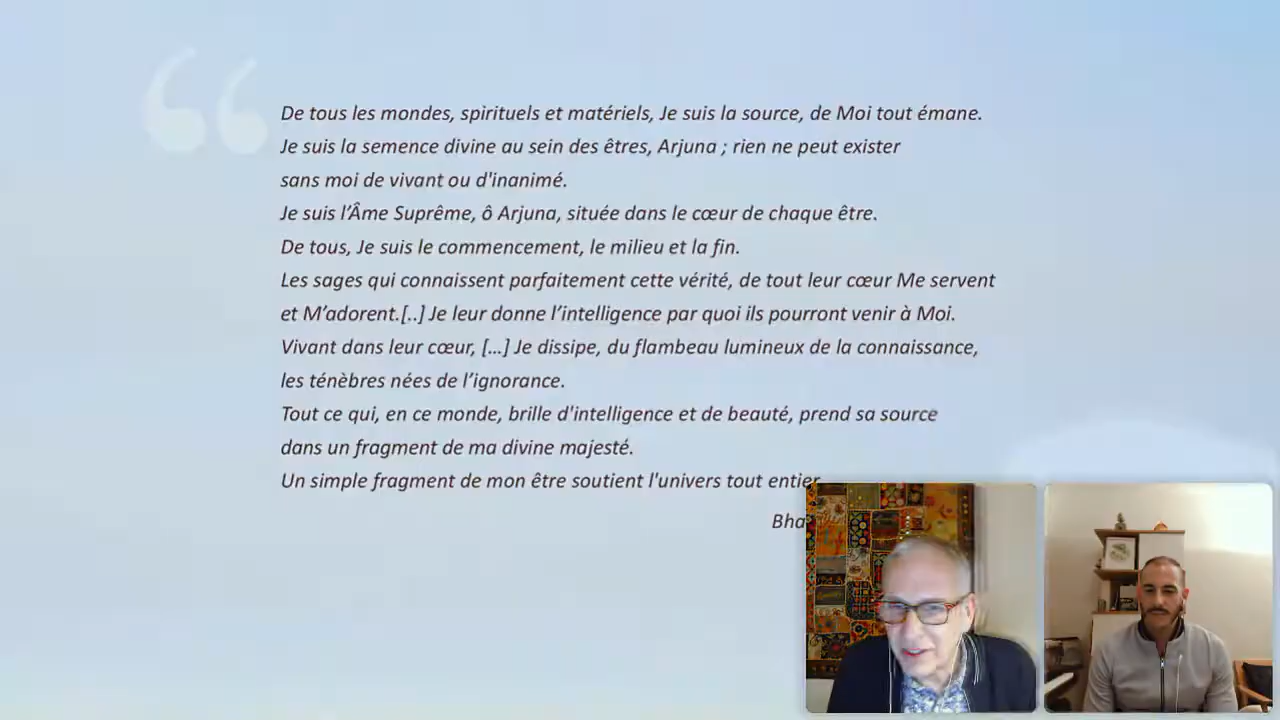 De tous les mondes, spirituels et matériels, Je suis la source, de Moi tout émane.
Je suis la semence divine au sein des êtres, Arjuna ; rien ne peut exister
sans moi de vivant ou d'inanimé.
Je suis l’Âme Suprême, ô Arjuna, située dans le cœur de chaque être.
De tous, Je suis le commencement, le milieu et la fin.
Les sages qui connaissent parfaitement cette vérité, de tout leur cœur Me servent
et M’adorent.[..] Je leur donne l’intelligence par quoi ils pourront venir à Moi.
Vivant dans leur cœur, […] Je dissipe, du flambeau lumineux de la connaissance,
les ténèbres nées de l’ignorance.
Tout ce qui, en ce monde, brille d'intelligence et de beauté, prend sa source
dans un fragment de ma divine majesté.
Un simple fragment de mon être soutient l'univers tout entier